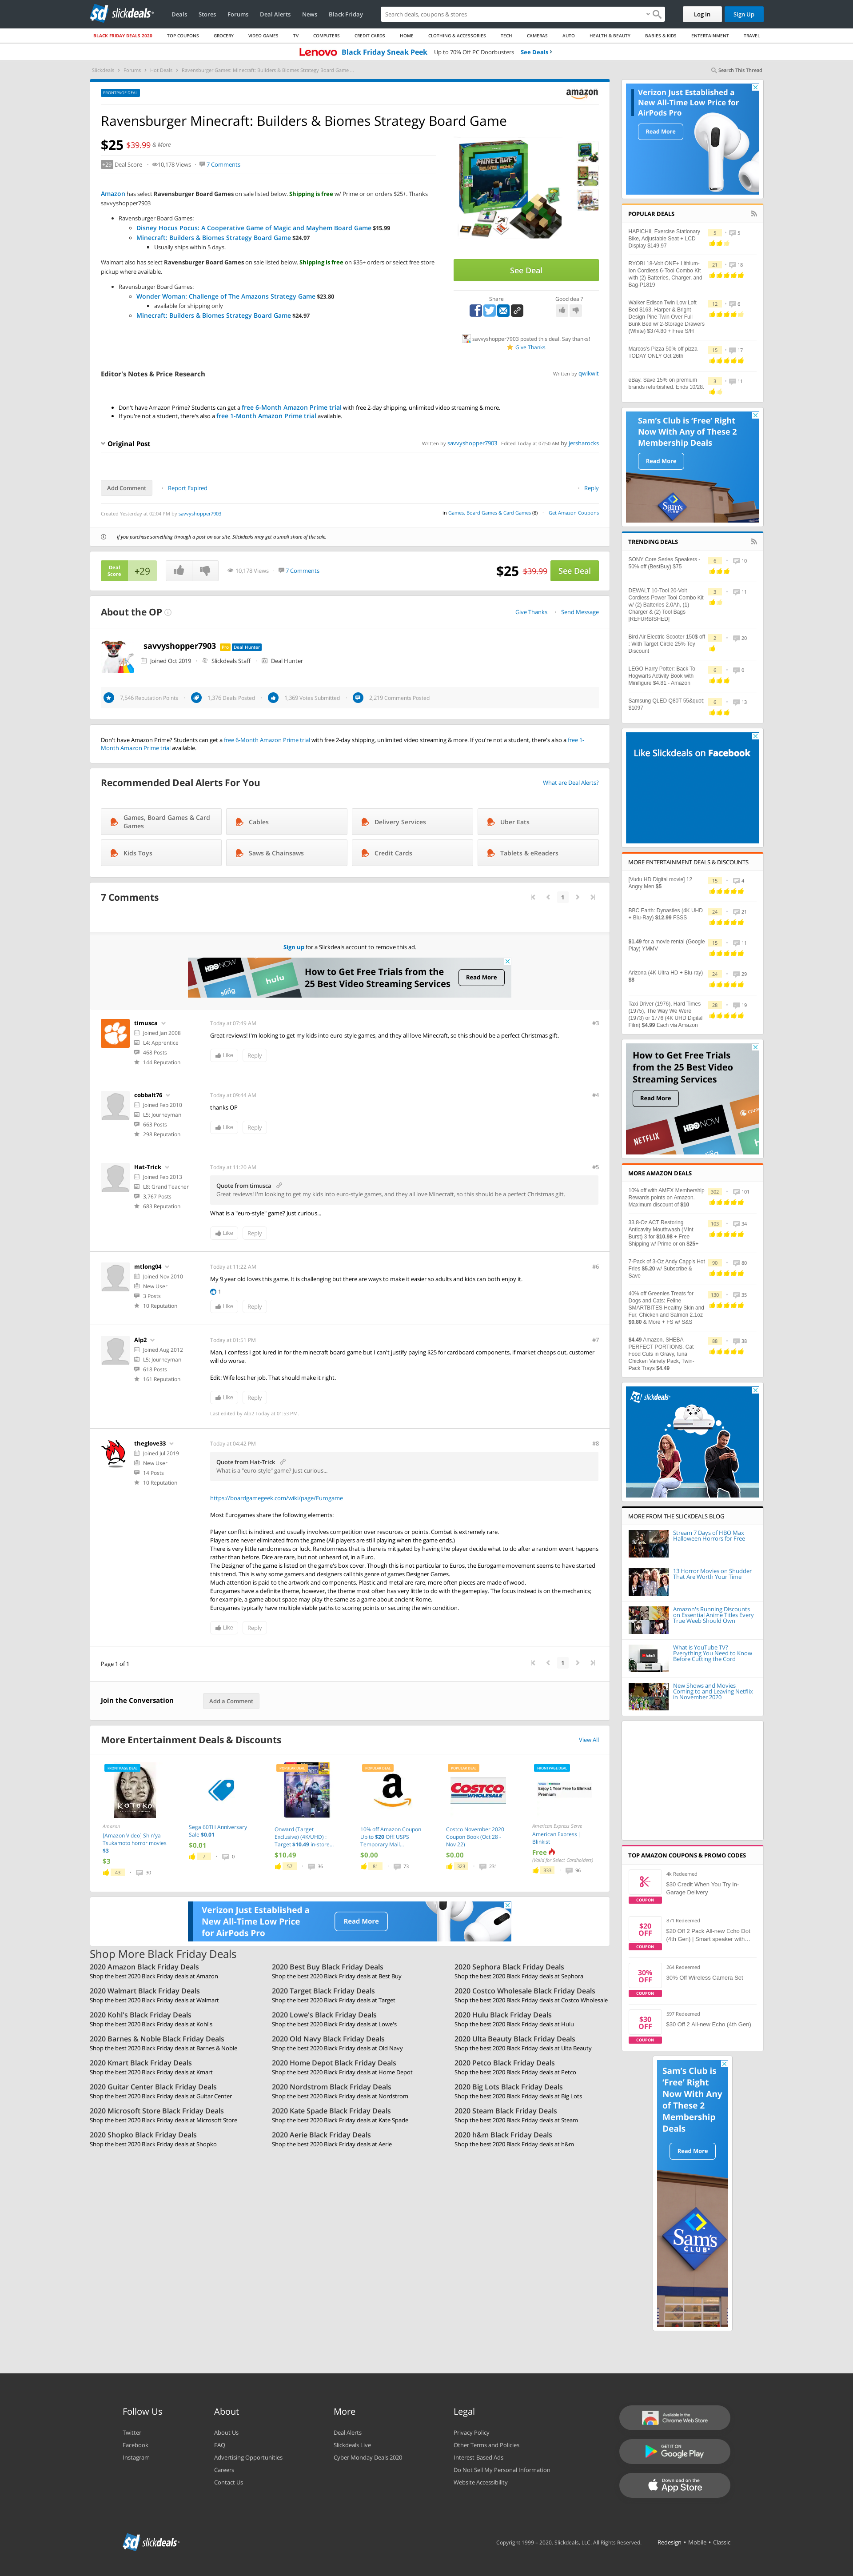 slickdeals
Deals Stores Forums Deal Alerts News Black Friday
Search deals, coupons & stores
Log In
Sign Up
BLACK FRIDAY DEALS 2020 TOP COUPONS GROCERY VIDEO GAMES TV COMPUTERS CREDIT CARDS HOME CLOTHING & ACCESSORIES TECH CAMERAS AUTO HEALTH & BEAUTY BABIES & KIDS ENTERTAINMENT TRAVEL
Lenovo Black Friday Sneak Peek Up to 70% Off PC Doorbusters See Deals
Slickdeals Forums Hot Deals Ravensburger Games: Minecraft: Builders & Biomes Strategy Board Game ...
Search This Thread
FRONTPAGE DEAL
amazon
Ravensburger Minecraft: Builders & Biomes Strategy Board Game
$25 $39.99 & More
+29 Deal Score 10,178 Views 7 Comments
Amazon has select Ravensburger Board Games on sale listed below. Shipping is free w/ Prime or on orders $25+. Thanks
savvyshopper7903
Ravensburger Board Games:
Disney Hocus Pocus: A Cooperative Game of Magic and Mayhem Board Game $15.99
Minecraft: Builders & Biomes Strategy Board Game $24.97
Usually ships within 5 days.
Walmart also has select Ravensburger Board Games on sale listed below. Shipping is free on $35+ orders or select free store
pickup where available.
Ravensburger Board Games:
Wonder Woman: Challenge of The Amazons Strategy Game $23.80
available for shipping only
Minecraft: Builders & Biomes Strategy Board Game $24.97
MINECRAFT
See Deal
Share
Good deal?
savvyshopper7903 posted this deal. Say thanks!
Give Thanks
Editor's Notes & Price Research
Written by qwikwit
Don't have Amazon Prime? Students can get a free 6-Month Amazon Prime trial with free 2-day shipping, unlimited video streaming & more.
If you're not a student, there's also a free 1-Month Amazon Prime trial available.
Original Post
Written by savvyshopper7903 Edited Today at 07:50 AM by jersharocks
Add Comment
Report Expired
Reply
Created Yesterday at 02:04 PM by savvyshopper7903
in Games, Board Games & Card Games (8) Get Amazon Coupons
If you purchase something through a post on our site, Slickdeals may get a small share of the sale.
Deal
Score
+29
10,178 Views 7 Comments
$25 $39.99
See Deal
About the OP
Give Thanks
Send Message
savvyshopper7903 Pro Deal Hunter
Joined Oct 2019 Slickdeals Staff Deal Hunter
7,546 Reputation Points 1,376 Deals Posted 1,369 Votes Submitted 2,219 Comments Posted
Don't have Amazon Prime? Students can get a free 6-Month Amazon Prime trial with free 2-day shipping, unlimited video streaming & more. If you're not a student, there's also a free 1-
Month Amazon Prime trial available.
Recommended Deal Alerts For You
What are Deal Alerts?
Games, Board Games & Card
Games
Cables
Delivery Services
Uber Eats
Kids Toys
Saws & Chainsaws
Credit Cards
Tablets & eReaders
7 Comments
1
Sign up for a Slickdeals account to remove this ad.
HBO NOW
hulu
How to Get Free Trials from the
25 Best Video Streaming Services
Read More
timusca
Joined Jan 2008
L4: Apprentice
468 Posts
144 Reputation
Today at 07:49 AM
#3
Great reviews! I'm looking to get my kids into euro-style games, and they all love Minecraft, so this should be a perfect Christmas gift.
Like
Reply
cobbalt76
Joined Feb 2010
L5: Journeyman
663 Posts
298 Reputation
Today at 09:44 AM
#4
thanks OP
Like
Reply
Hat-Trick
Joined Feb 2013
L8: Grand Teacher
3,767 Posts
683 Reputation
Today at 11:20 AM
#5
Quote from timusca
Great reviews! I'm looking to get my kids into euro-style games, and they all love Minecraft, so this should be a perfect Christmas gift.
What is a "euro-style" game? Just curious...
Like
Reply
mtlong04
Joined Nov 2010
New User
3 Posts
10 Reputation
Today at 11:22 AM
#6
My 9 year old loves this game. It is challenging but there are ways to make it easier so adults and kids can both enjoy it.
1
Like
Reply
Alp2
Joined Aug 2012
L5: Journeyman
618 Posts
161 Reputation
Today at 01:51 PM
#7
Man, I confess I got lured in for the minecraft board game but I can't justify paying $25 for cardboard components, if market cheaps out, customer
will do worse.
Edit: Wife lost her job. That should make it right.
Like
Reply
Last edited by Alp2 Today at 01:53 PM.
theglove33
Joined Jul 2019
New User
14 Posts
10 Reputation
Today at 04:42 PM
#8
Quote from Hat-Trick
What is a "euro-style" game? Just curious...
https://boardgamegeek.com/wiki/page/Eurogame
Most Eurogames share the following elements:
Player conflict is indirect and usually involves competition over resources or points. Combat is extremely rare.
Players are never eliminated from the game (All players are still playing when the game ends.)
There is very little randomness or luck. Randomness that is there is mitigated by having the player decide what to do after a random event happens
rather than before. Dice are rare, but not unheard of, in a Euro.
The Designer of the game is listed on the game's box cover. Though this is not particular to Euros, the Eurogame movement seems to have started
this trend. This is why some gamers and designers call this genre of games Designer Games.
Much attention is paid to the artwork and components. Plastic and metal are rare, more often pieces are made of wood.
Eurogames have a definite theme, however, the theme most often has very little to do with the gameplay. The focus instead is on the mechanics;
for example, a game about space may play the same as a game about ancient Rome.
Eurogames typically have multiple viable paths to scoring points or securing the win condition.
Like
Reply
Page 1 of 1
1
Join the Conversation
Add a Comment
More Entertainment Deals & Discounts
View All
FRONTPAGE DEAL
KOTOKO
Amazon
[Amazon Video] Shin'ya
Tsukamoto horror movies
$3
$3
43 30
Sega 60TH Anniversary
Sale $0.01
$0.01
7 0
POPULAR DEAL
Onward (Target
Exclusive) (4K/UHD) :
Target $10.49 in-store...
$10.49
57 36
POPULAR DEAL
10% off Amazon Coupon
Up to $20 Off! USPS
Temporary Mail...
$0.00
81 73
POPULAR DEAL
COSTCO
WHOLESALE
Costco November 2020
Coupon Book (Oct 28 -
Nov 22)
$0.00
323 231
FRONTPAGE DEAL
Enjoy 1 Year Free to Blinkist
Premium
American Express Serve
American Express |
Blinkist
Free
(Valid for Select Cardholders)
333 96
Verizon Just Established a
New All-Time Low Price
for AirPods Pro
Read More
Shop More Black Friday Deals
2020 Amazon Black Friday Deals
Shop the best 2020 Black Friday deals at Amazon
2020 Best Buy Black Friday Deals
Shop the best 2020 Black Friday deals at Best Buy
2020 Sephora Black Friday Deals
Shop the best 2020 Black Friday deals at Sephora
2020 Walmart Black Friday Deals
Shop the best 2020 Black Friday deals at Walmart
2020 Target Black Friday Deals
Shop the best 2020 Black Friday deals at Target
2020 Costco Wholesale Black Friday Deals
Shop the best 2020 Black Friday deals at Costco Wholesale
2020 Kohl's Black Friday Deals
Shop the best 2020 Black Friday deals at Kohl's
2020 Lowe's Black Friday Deals
Shop the best 2020 Black Friday deals at Lowe's
2020 Hulu Black Friday Deals
Shop the best 2020 Black Friday deals at Hulu
2020 Barnes & Noble Black Friday Deals
Shop the best 2020 Black Friday deals at Barnes & Noble
2020 Old Navy Black Friday Deals
Shop the best 2020 Black Friday deals at Old Navy
2020 Ulta Beauty Black Friday Deals
Shop the best 2020 Black Friday deals at Ulta Beauty
2020 Kmart Black Friday Deals
Shop the best 2020 Black Friday deals at Kmart
2020 Home Depot Black Friday Deals
Shop the best 2020 Black Friday deals at Home Depot
2020 Petco Black Friday Deals
Shop the best 2020 Black Friday deals at Petco
2020 Guitar Center Black Friday Deals
Shop the best 2020 Black Friday deals at Guitar Center
2020 Nordstrom Black Friday Deals
Shop the best 2020 Black Friday deals at Nordstrom
2020 Big Lots Black Friday Deals
Shop the best 2020 Black Friday deals at Big Lots
2020 Microsoft Store Black Friday Deals
Shop the best 2020 Black Friday deals at Microsoft Store
2020 Kate Spade Black Friday Deals
Shop the best 2020 Black Friday deals at Kate Spade
2020 Steam Black Friday Deals
Shop the best 2020 Black Friday deals at Steam
2020 Shopko Black Friday Deals
Shop the best 2020 Black Friday deals at Shopko
2020 Aerie Black Friday Deals
Shop the best 2020 Black Friday deals at Aerie
2020 h&m Black Friday Deals
Shop the best 2020 Black Friday deals at h&m
Verizon Just Established a
New All-Time Low Price for
AirPods Pro
Read More
POPULAR DEALS
HAPICHIL Exercise Stationary
Bike, Adjustable Seat + LCD
Display $149.97
5 5
RYOBI 18-Volt ONE+ Lithium-
Ion Cordless 6-Tool Combo Kit
with (2) Batteries, Charger, and
Bag-P1819
21 18
Walker Edison Twin Low Loft
Bed $163, Harper & Bright
Design Pine Twin Over Full
Bunk Bed w/ 2-Storage Drawers
(White) $374.80 + Free S/H
12 6
Marcos's Pizza 50% off pizza
TODAY ONLY Oct 26th
15 17
eBay. Save 15% on premium
brands refurbished. Ends 10/28.
3 11
Sam's Club is 'Free' Right
Now With Any of These 2
Membership Deals
Read More
Sam's
CLUB
TRENDING DEALS
SONY Core Series Speakers -
50% off (BestBuy) $75
6 10
DEWALT 10-Tool 20-Volt
Cordless Power Tool Combo Kit
w/ (2) Batteries 2.0Ah, (1)
Charger & (2) Tool Bags
[REFURBISHED]
3 11
Bird Air Electric Scooter 150$ off
: With Target Circle 25% Toy
Discount
2 20
LEGO Harry Potter: Back To
Hogwarts Activity Book with
Minifigure $4.81 - Amazon
6 0
Samsung QLED Q60T 55&quot;
$1097
6 13
Like Slickdeals on Facebook
MORE ENTERTAINMENT DEALS & DISCOUNTS
[Vudu HD Digital movie] 12
Angry Men $5
15 4
BBC Earth: Dynasties (4K UHD
+ Blu-Ray) $12.99 FSSS
24 21
$1.49 for a movie rental (Google
Play) YMMV
15 11
Arizona (4K Ultra HD + Blu-ray)
$8
24 29
Taxi Driver (1976), Hard Times
(1975), The Way We Were
(1973) or 1776 (4K UHD Digital
Film) $4.99 Each via Amazon
28 19
How to Get Free Trials
from the 25 Best Video
Streaming Services
Read More
NETFLIX
HBO NOW
MORE AMAZON DEALS
10% off with AMEX Membership
Rewards points on Amazon.
Maximum discount of $10
302 101
33.8-Oz ACT Restoring
Anticavity Mouthwash (Mint
Burst) 3 for $10.98 + Free
Shipping w/ Prime or on $25+
103 34
7-Pack of 3-Oz Andy Capp's Hot
Fries $5.20 w/ Subscribe &
Save
90 80
40% off Greenies Treats for
Dogs and Cats: Feline
SMARTBITES Healthy Skin and
Fur, Chicken and Salmon 2.1oz
$0.80 & More + FS w/ S&S
130 35
$4.49 Amazon, SHEBA
PERFECT PORTIONS, Cat
Food Cuts in Gravy, tuna
Chicken Variety Pack, Twin-
Pack Trays $4.49
88 38
slickdeals
MORE FROM THE SLICKDEALS BLOG
Stream 7 Days of HBO Max
Halloween Horrors for Free
13 Horror Movies on Shudder
That Are Worth Your Time
Amazon's Running Discounts
on Essential Anime Titles Every
True Weeb Should Own
What is YouTube TV?
Everything You Need to Know
Before Cutting the Cord
New Shows and Movies
Coming to and Leaving Netflix
in November 2020
TOP AMAZON COUPONS & PROMO CODES
COUPON
4k Redeemed
$30 Credit When You Try In-
Garage Delivery
$20
OFF
COUPON
871 Redeemed
$20 Off 2 Pack All-new Echo Dot
(4th Gen) | Smart speaker with...
30%
OFF
COUPON
264 Redeemed
30% Off Wireless Camera Set
$30
OFF
COUPON
597 Redeemed
$30 Off 2 All-new Echo (4th Gen)
Sam's Club is
'Free' Right
Now With Any
of These 2
Membership
Deals
Read More
Sam's
CLUB
Follow Us
Twitter
Facebook
Instagram
About
About Us
FAQ
Advertising Opportunities
Careers
Contact Us
More
Deal Alerts
Slickdeals Live
Cyber Monday Deals 2020
Legal
Privacy Policy
Other Terms and Policies
Interest-Based Ads
Do Not Sell My Personal Information
Website Accessibility
Available in the
Chrome Web Store
GET IT ON
Google Play
Download on the
App Store
slickdeals
Copyright 1999 - 2020. Slickdeals, LLC. All Rights Reserved. Redesign • Mobile • Classic